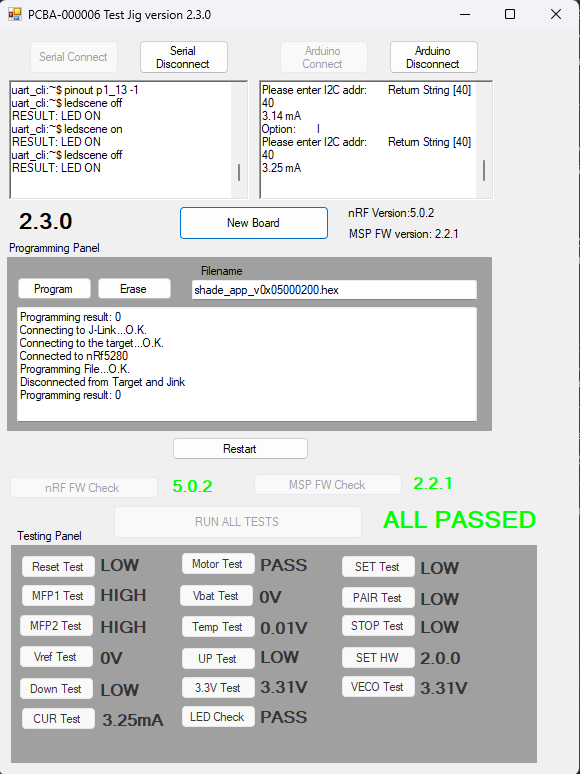 PCBA-000006 Test Jig version 2.3.0
Serial Connect
Serial Disconnect
Arduino Connect
Arduino Disconnect
uart_cli:~$ pinout p1_13 -1
uart_cli:~$ ledscene off
RESULT: LED ON
uart_cli:~$ ledscene on
RESULT: LED ON
uart_cli:~$ ledscene off
RESULT: LED ON
Please enter I2C addr: Return String [40]
40
3.14 mA
Option: I
Please enter I2C addr: Return String [40]
40
3.25 mA
2.3.0
New Board
nRF Version:5.0.2
MSP FW version: 2.2.1
Programming Panel
Filename
Program
Erase
shade_app_v0x05000200.hex
Programming result: 0
Connecting to J-Link...O.K.
Connecting to the target...O.K.
Connected to nRf5280
Programming File...O.K.
Disconnected from Target and Jink
Programming result: 0
Restart
nRF FW Check 5.0.2
MSP FW Check 2.2.1
RUN ALL TESTS
ALL PASSED
Testing Panel
Reset Test LOW
Motor Test PASS
SET Test LOW
MFP1 Test HIGH
Vbat Test 0V
PAIR Test LOW
MFP2 Test HIGH
Temp Test 0.01V
STOP Test LOW
Vref Test 0V
UP Test LOW
SET HW 2.0.0
Down Test LOW
3.3V Test 3.31V
VECO Test 3.31V
CUR Test 3.25mA
LED Check PASS